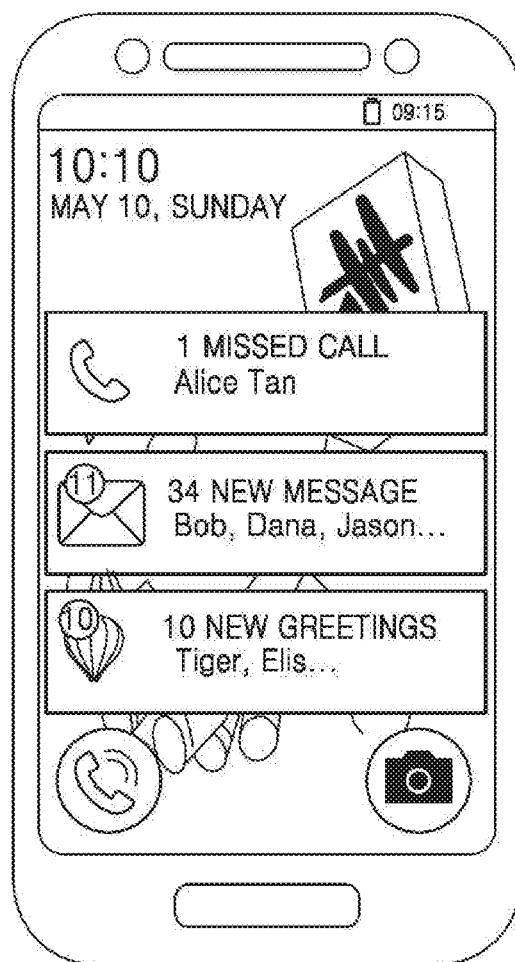 09:15
10:10
MAY 10, SUNDAY
1 MISSED CALL
Alice Tan
11
34 NEW MESSAGE
Bob, Dana, Jason...
10
10 NEW GREETINGS
Tiger, Elis...